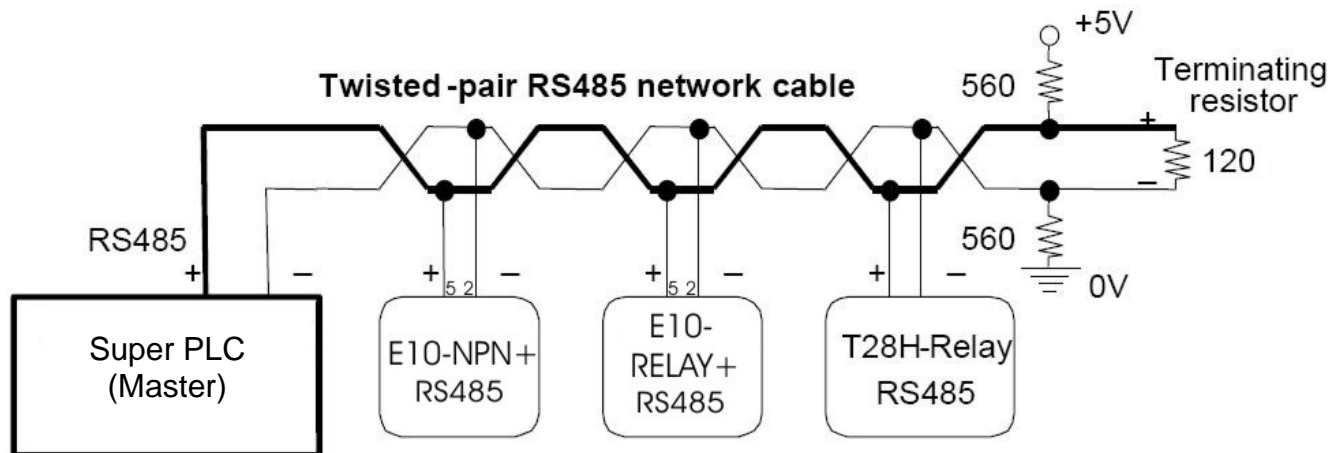 +5V
Twisted-pair RS485 network cable
560
Terminating
resistor
+
120
–
RS485
560
+ –
+ 5 2 –
+ 5 2 –
+ –
0V
Super PLC
(Master)
E10-NPN+
RS485
E10-
RELAY+
RS485
T28H-Relay
RS485